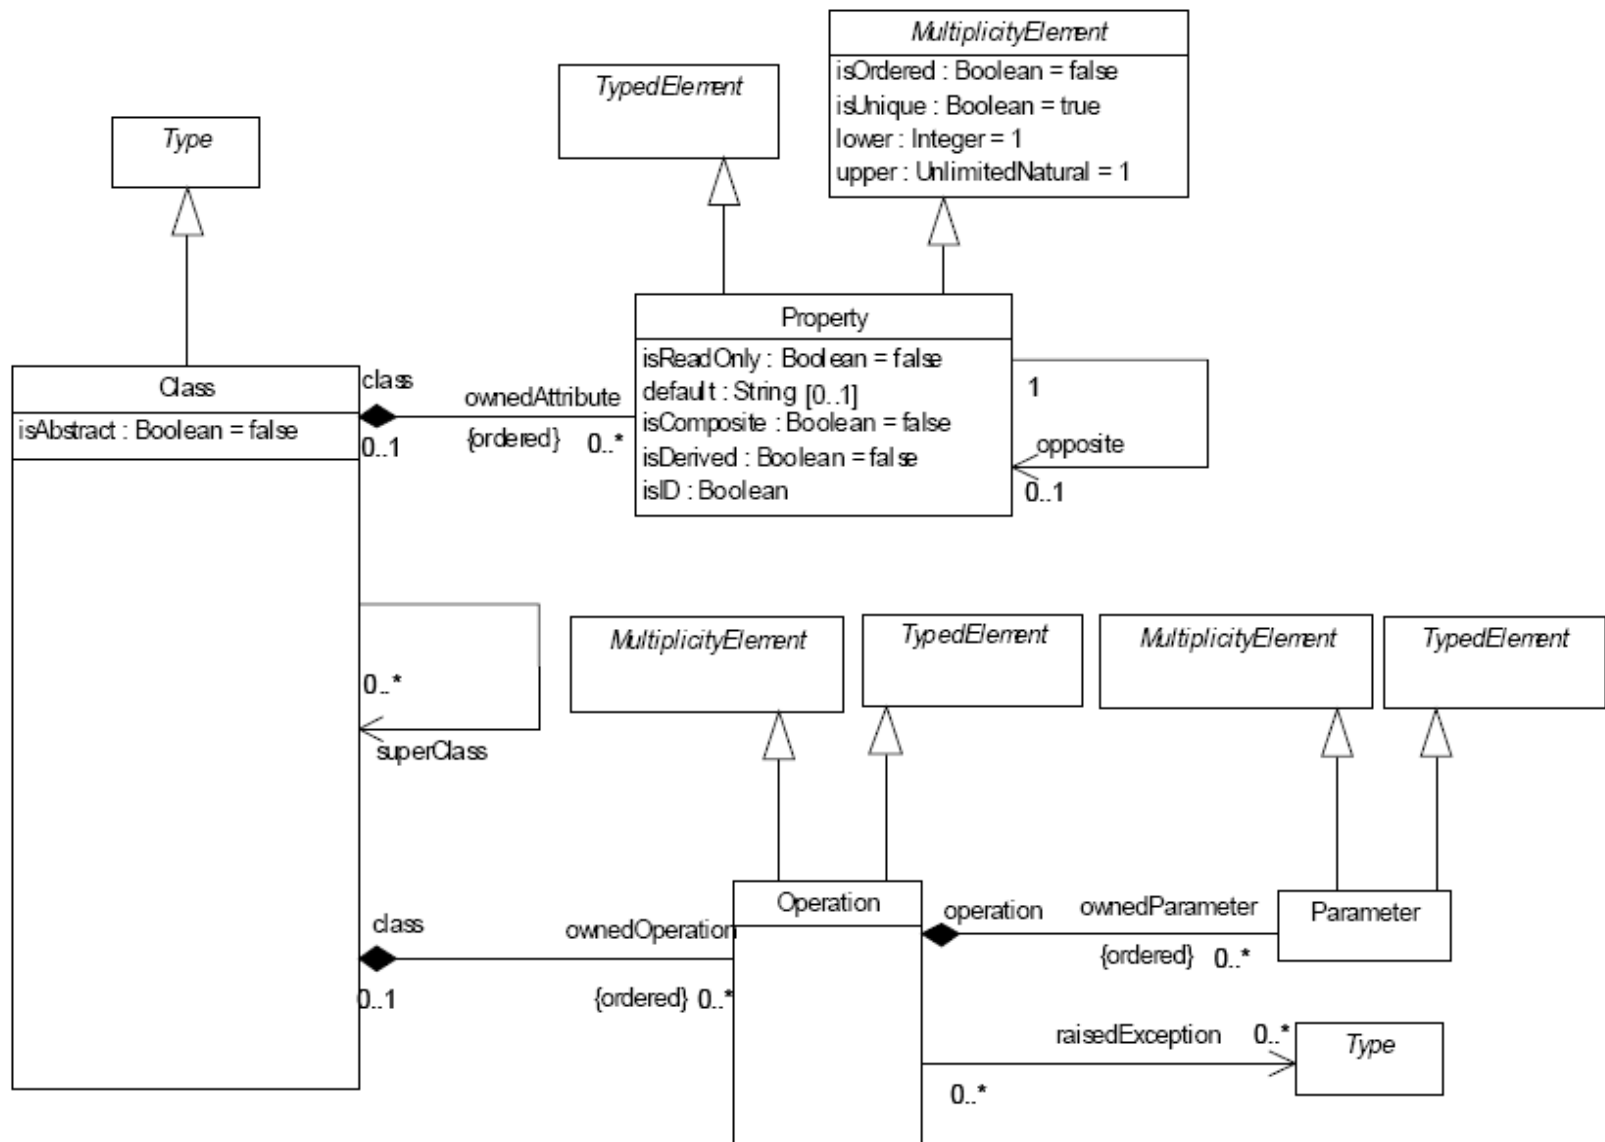 MultiplicityElement
isOrdered : Boolean = false
isUnique : Boolean = true
lower : Integer = 1
upper : UnlimitedNatural = 1
TypedElement
Type
Property
isReadOnly : Boolean = false
default : String [0..1]
isComposite : Boolean = false
isDerived : Boolean = false
isID : Boolean
1
opposite
0..1
Class
isAbstract : Boolean = false
class
0..1
ownedAttribute
{ordered} 0..*
0..*
superClass
MultiplicityElement
TypedElement
MultiplicityElement
TypedElement
class
0..1
ownedOperation
{ordered} 0..*
Operation
operation
ownedParameter
{ordered} 0..*
Parameter
raisedException 0..*
0..*
Type